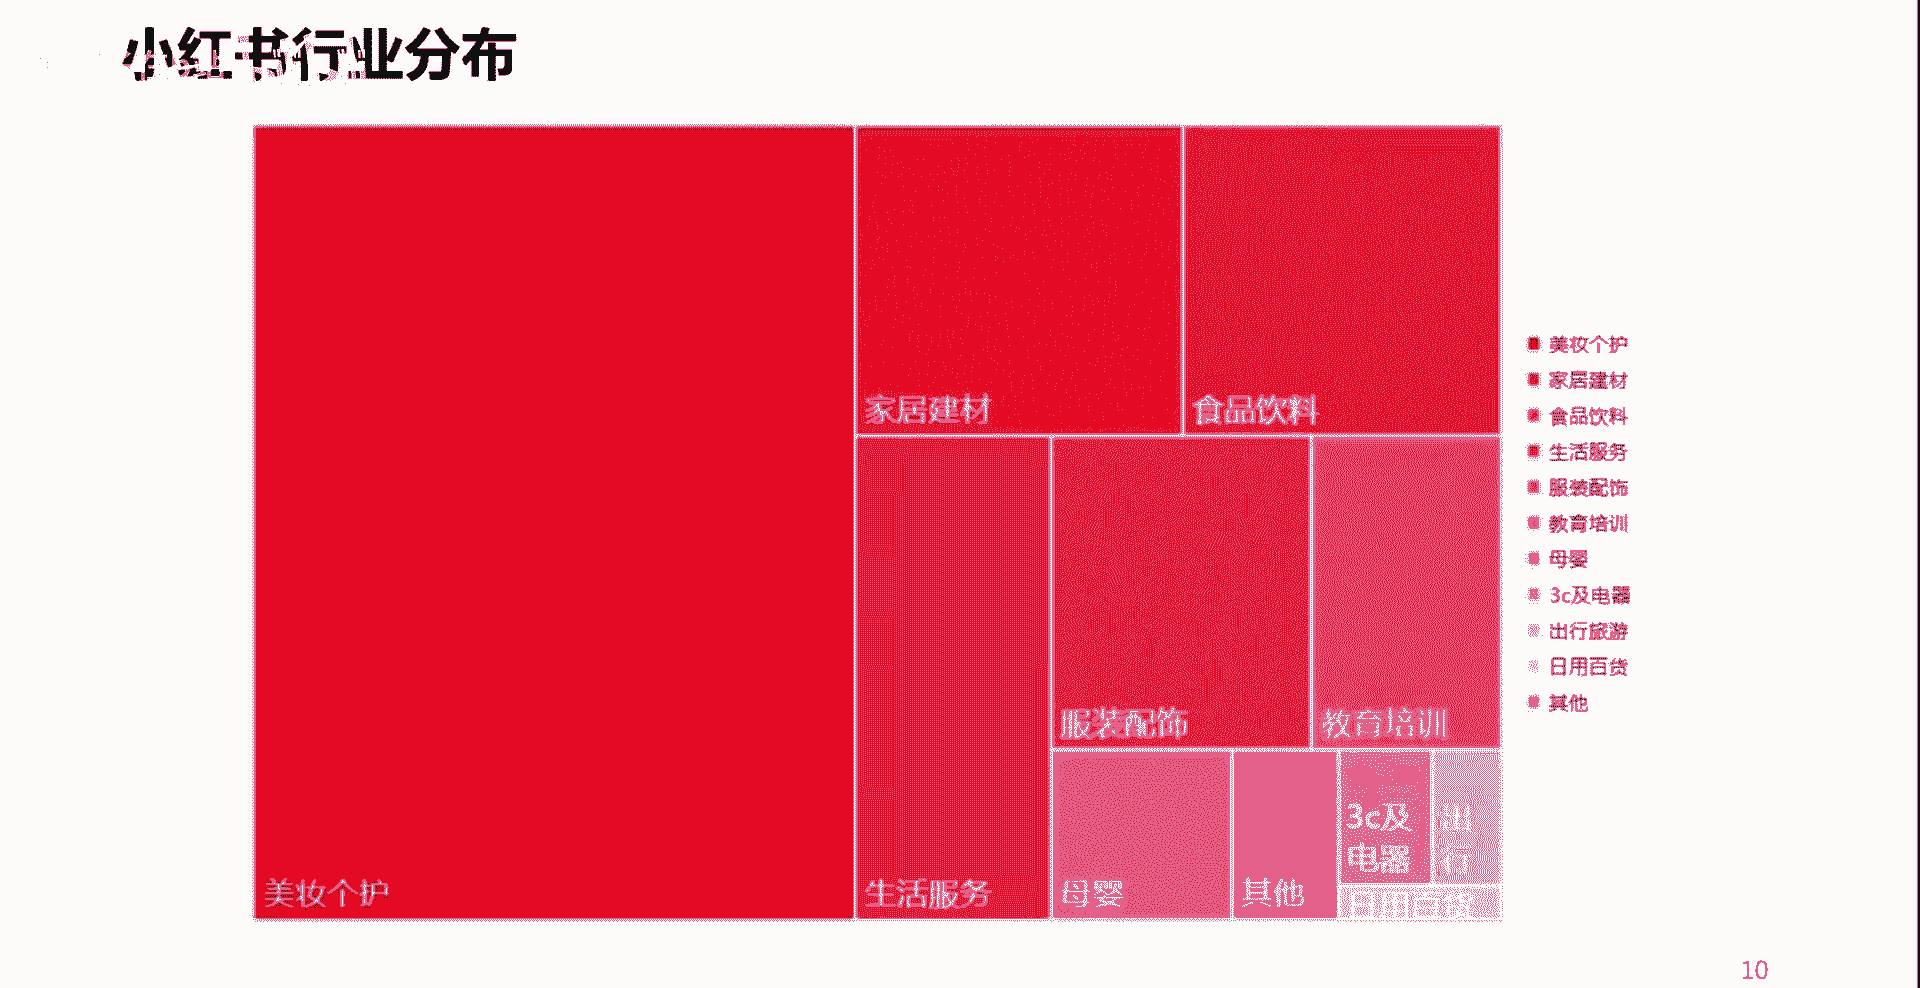 小红书行业分布
家居建材
食品饮料
美妆个护
生活服务
服装配饰
教育培训
母婴
其他
3c及
电器
出
行
日用百货
美妆个护
家居建材
食品饮料
生活服务
服装配饰
教育培训
母婴
3c及电器
出行旅游
日用百货
其他
10